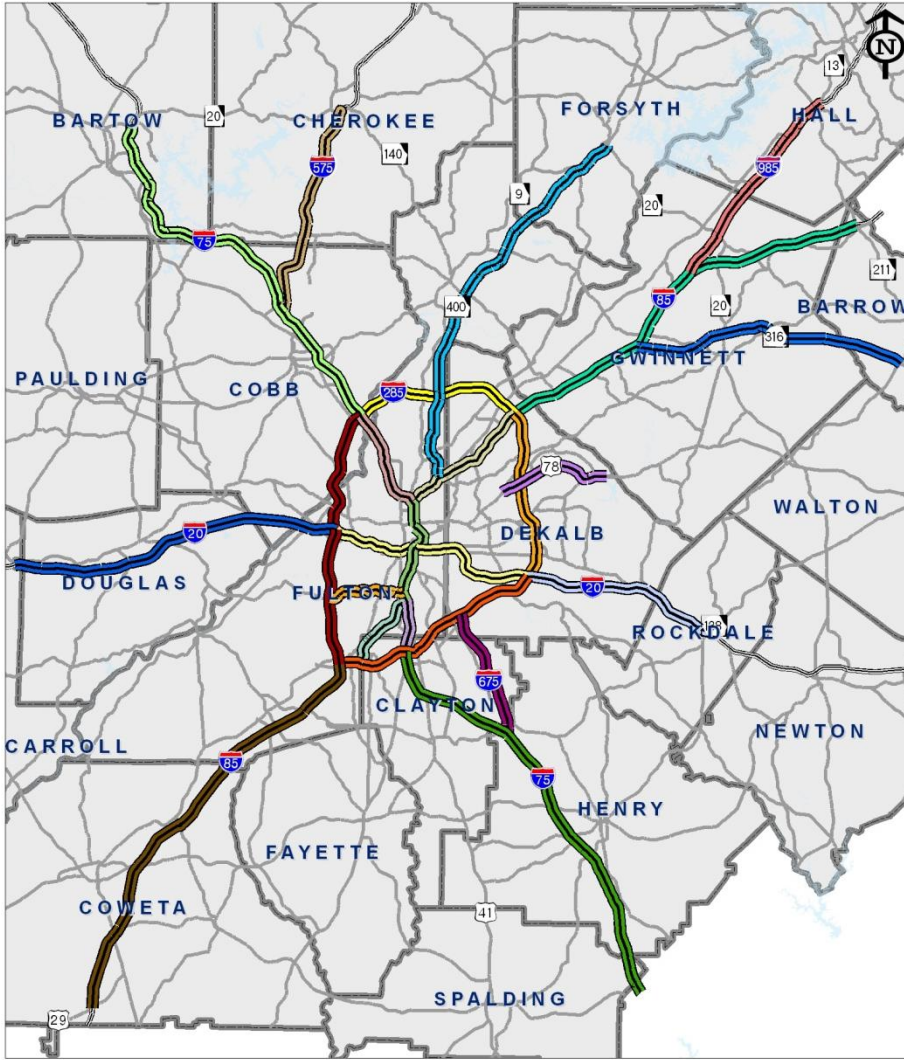 N
13
FORSYTH
HALL
BARTOW
20
CHEROKEE
140
575
985
9
20
75
211
400
85
20
BARROW
316
GWINNETT
PAULDING
COBB
285
78
WALTON
20
DEKALB
DOUGLAS
FULTON
20
ROCKDALE
675
CLAYTON
CARROLL
NEWTON
85
75
HENRY
FAYETTE
COWETA
41
SPALDING
29